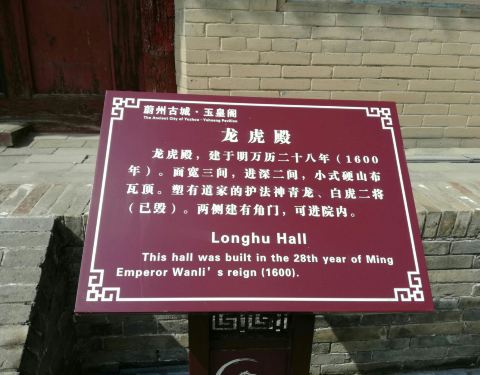 蔚州古城·玉皇阁
The Ancient City of Yuzhou · Yuhuang Pavilion
龙虎殿
龙虎殿，建于明万历二十八年（1600
年）。面宽三间，进深二间，小式硬山布
瓦顶。塑有道家的护法神青龙、白虎二将
（已毁）。两侧建有角门，可进院内。
Longhu Hall
This hall was built in the 28th year of Ming
Emperor Wanli's reign (1600).